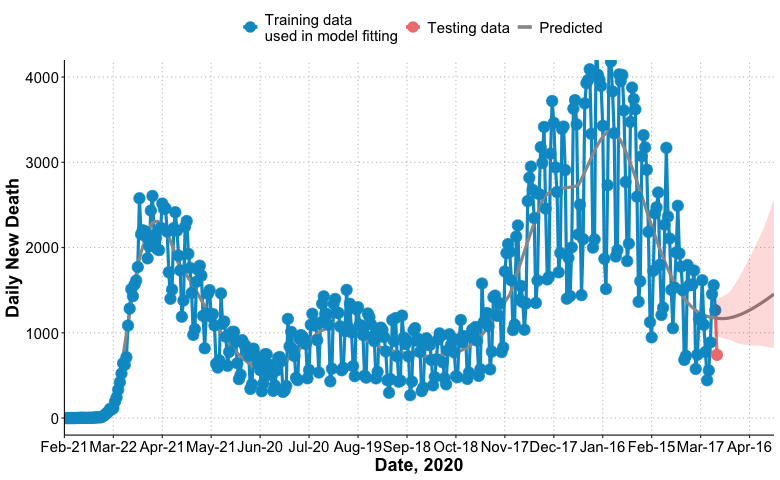 Training data
used in model fitting
Testing data
Predicted
Daily New Death
4000
3000
2000
1000
0
Feb-21 Mar-22 Apr-21 May-21 Jun-20 Jul-20 Aug-19 Sep-18 Oct-18 Nov-17 Dec-17 Jan-16 Feb-15 Mar-17 Apr-16
Date, 2020